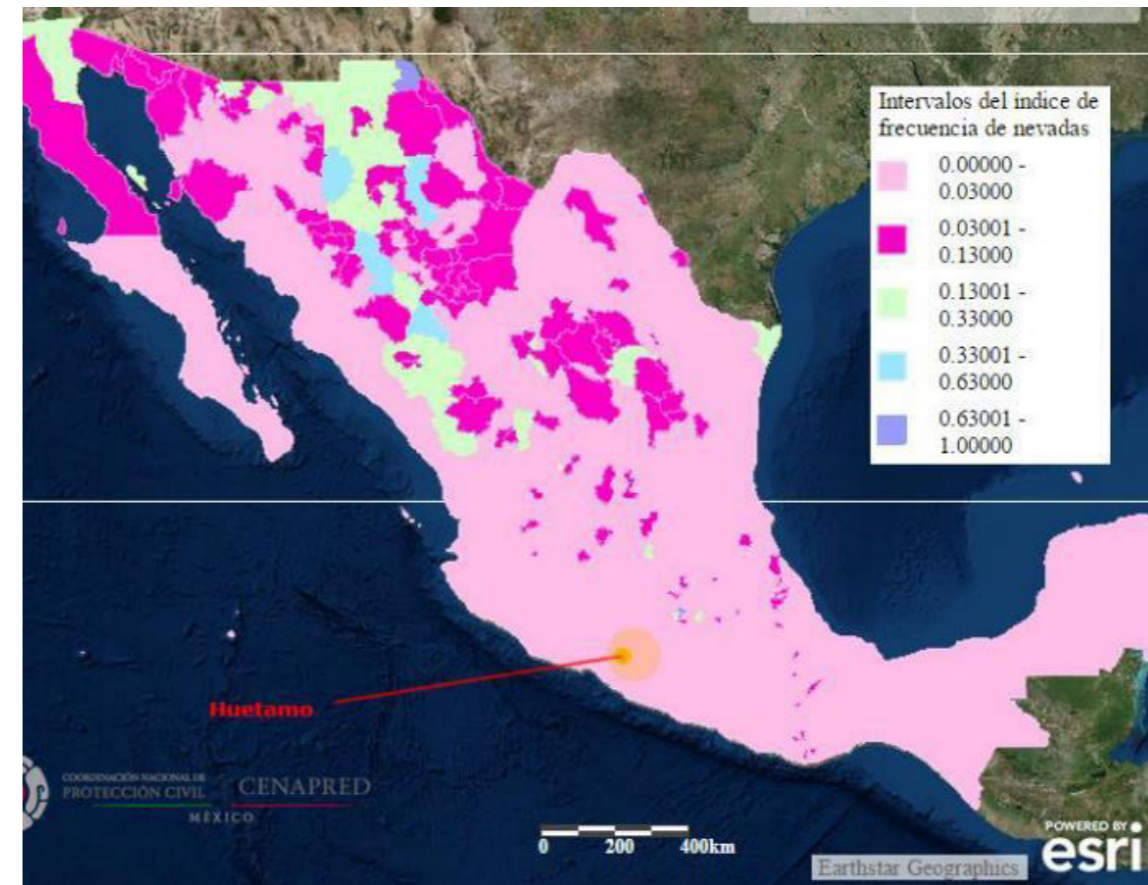 Intervalos del indice de
frecuencia de nevadas
0.00000 -
0.03000
0.03001 -
0.13000
0.13001 -
0.33000
0.33001 -
0.63000
0.63001 -
1.00000
Huetamo
COORDINACIÓN NACIONAL DE
PROTECCIÓN CIVIL
MÉXICO
CENAPRED
0 200 400km
Earthstar Geographics
POWERED BY
esri